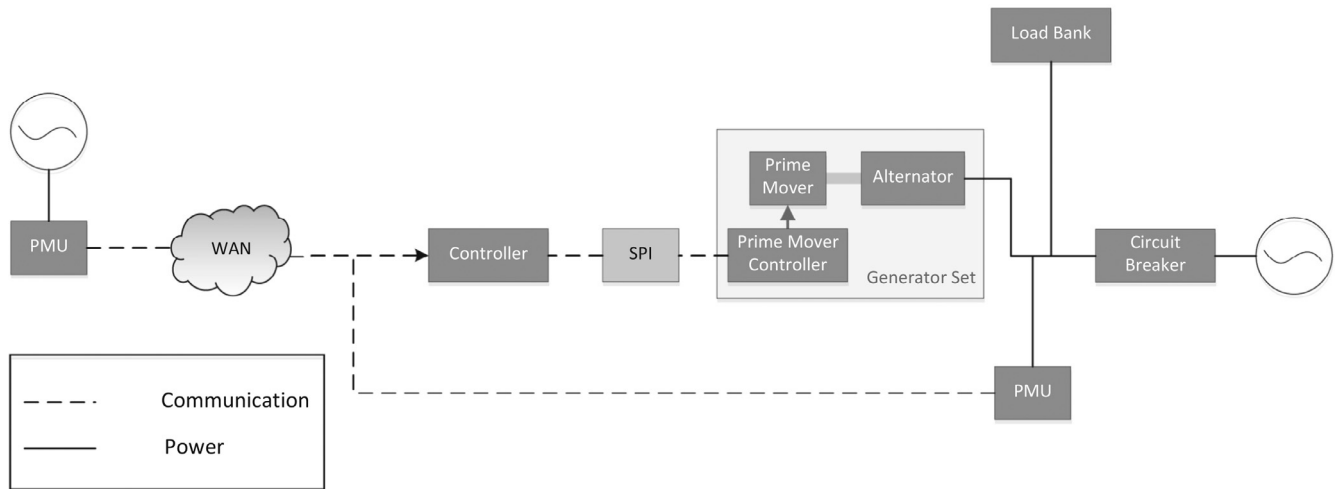 Load Bank
Prime
Mover
Alternator
PMU
WAN
Controller
SPI
Prime Mover
Controller
Circuit
Breaker
Generator Set
PMU
Communication
Power